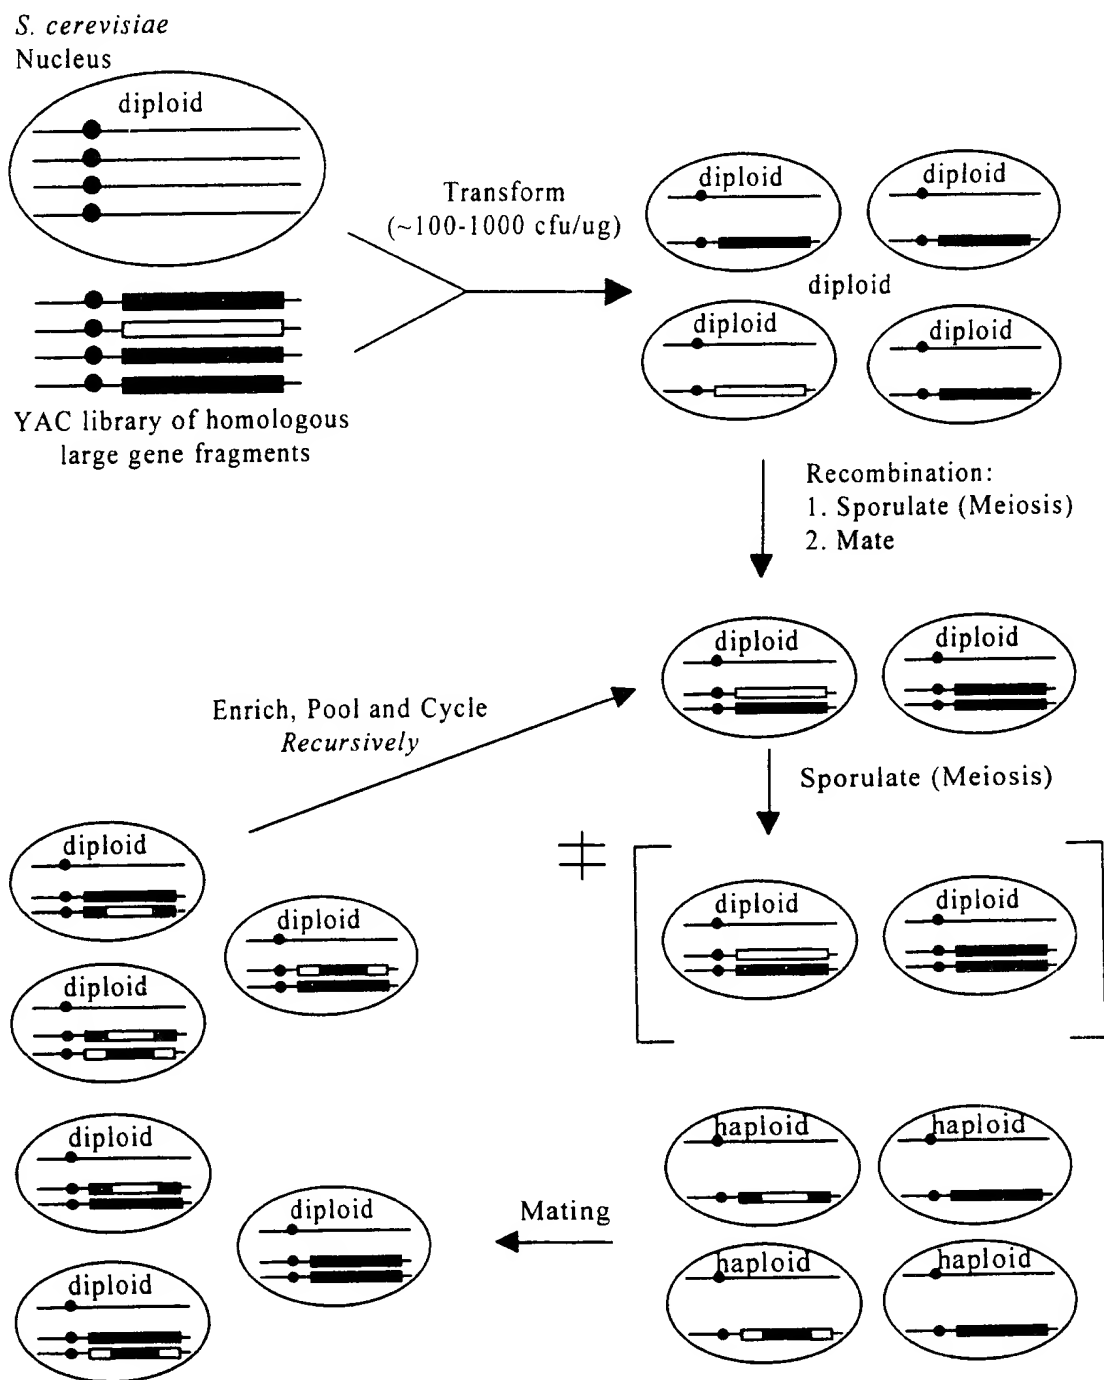 S. cerevisiae
Nucleus
diploid
YAC library of homologous
large gene fragments
Transform
(~100-1000 cfu/ug)
diploid
diploid
diploid
diploid
diploid
Recombination:
1. Sporulate (Meiosis)
2. Mate
diploid
diploid
Enrich, Pool and Cycle
Recursively
Sporulate (Meiosis)
diploid
diploid
haploid
haploid
haploid
haploid
Mating
diploid
diploid
diploid
diploid
diploid
diploid